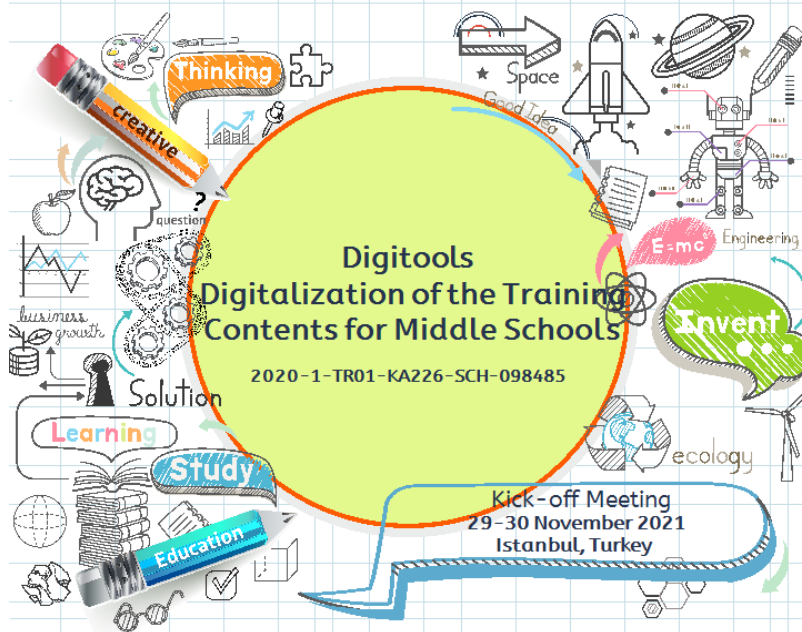 Thinking
creative
Space
Good Idea
?
question
E=mc²
Engineering
Digitools
Digitalization of the Training
Contents for Middle Schools
2020-1-TR01-KA226-SCH-098485
business
growth
Invent
Solution
Learning
Study
ecology
Education
Kick-off Meeting
29-30 November 2021
Istanbul, Turkey